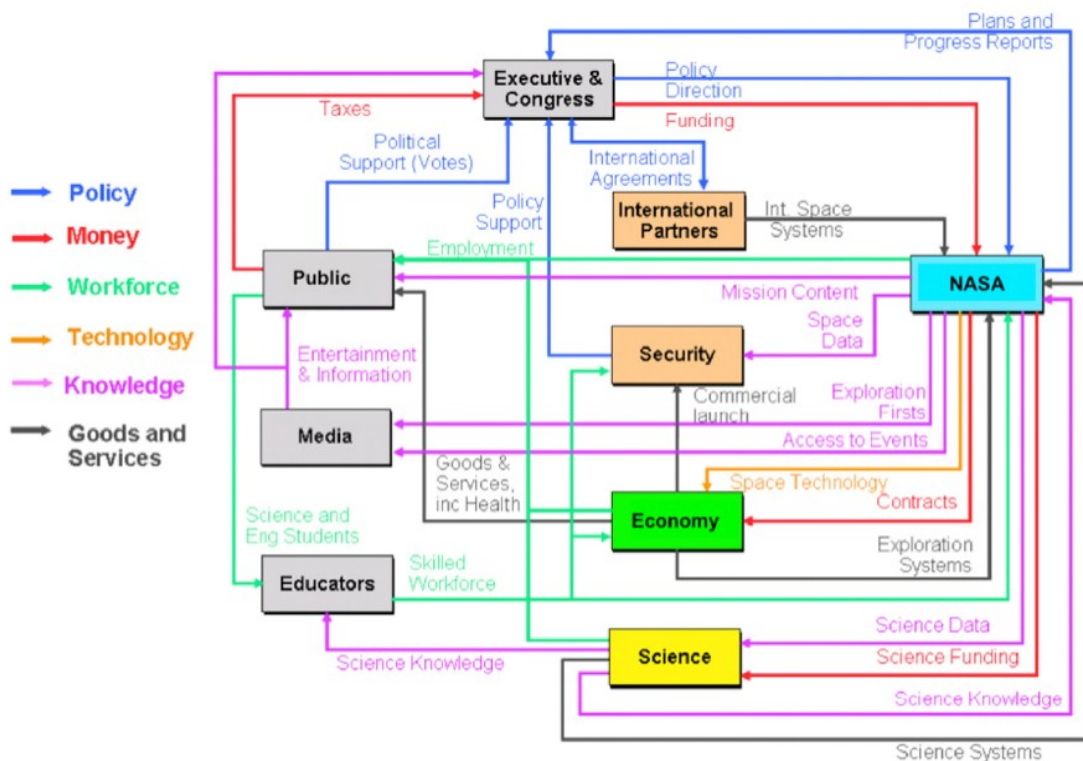 Plans and
Progress Reports
Executive &
Congress
Policy
Direction
Taxes
Funding
Political
Support (Votes)
International
Agreements
Policy
Policy
Support
International
Partners
Int. Space
Systems
Money
Employment
Public
NASA
Workforce
Mission Content
Space
Data
Technology
Security
Entertainment
& Information
Knowledge
Commercial
launch
Exploration
Firsts
Goods and
Services
Media
Access to Events
Goods &
Services,
inc Health
Space Technology
Contracts
Economy
Science and
Eng Students
Exploration
Systems
Educators
Skilled
Workforce
Science Data
Science
Science Knowledge
Science Funding
Science Knowledge
Science Systems